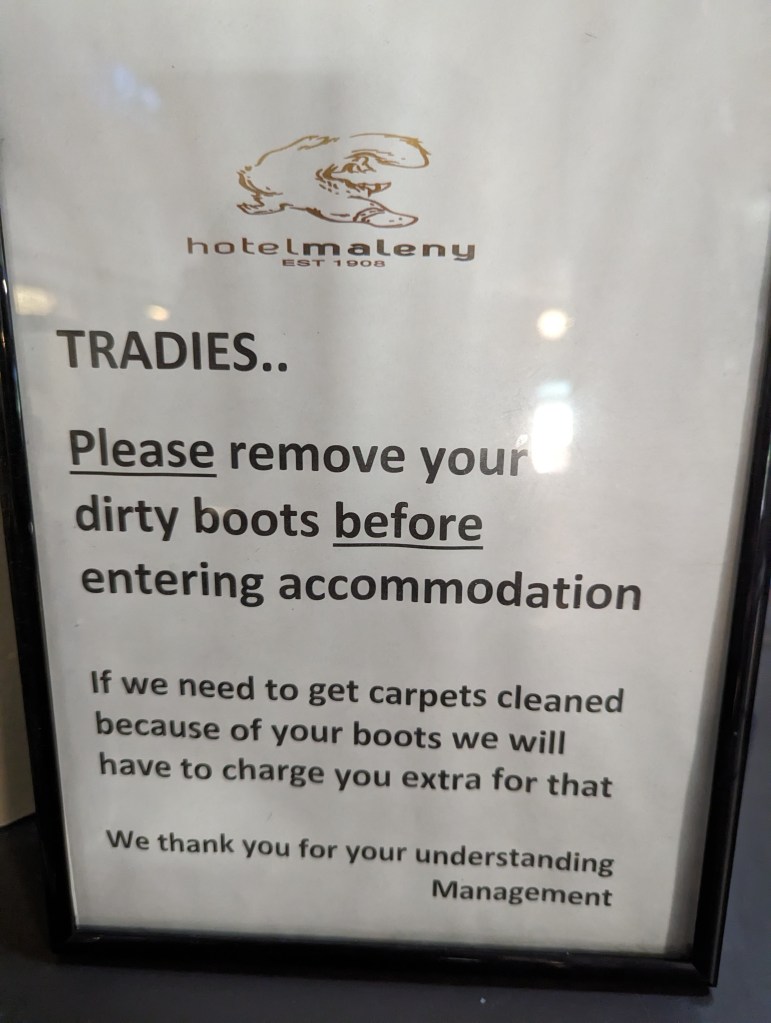 hotelmaleny
EST 1908
TRADIES..
Please remove your
dirty boots before
entering accommodation
If we need to get carpets cleaned
because of your boots we will
have to charge you extra for that
We thank you for your understanding
Management